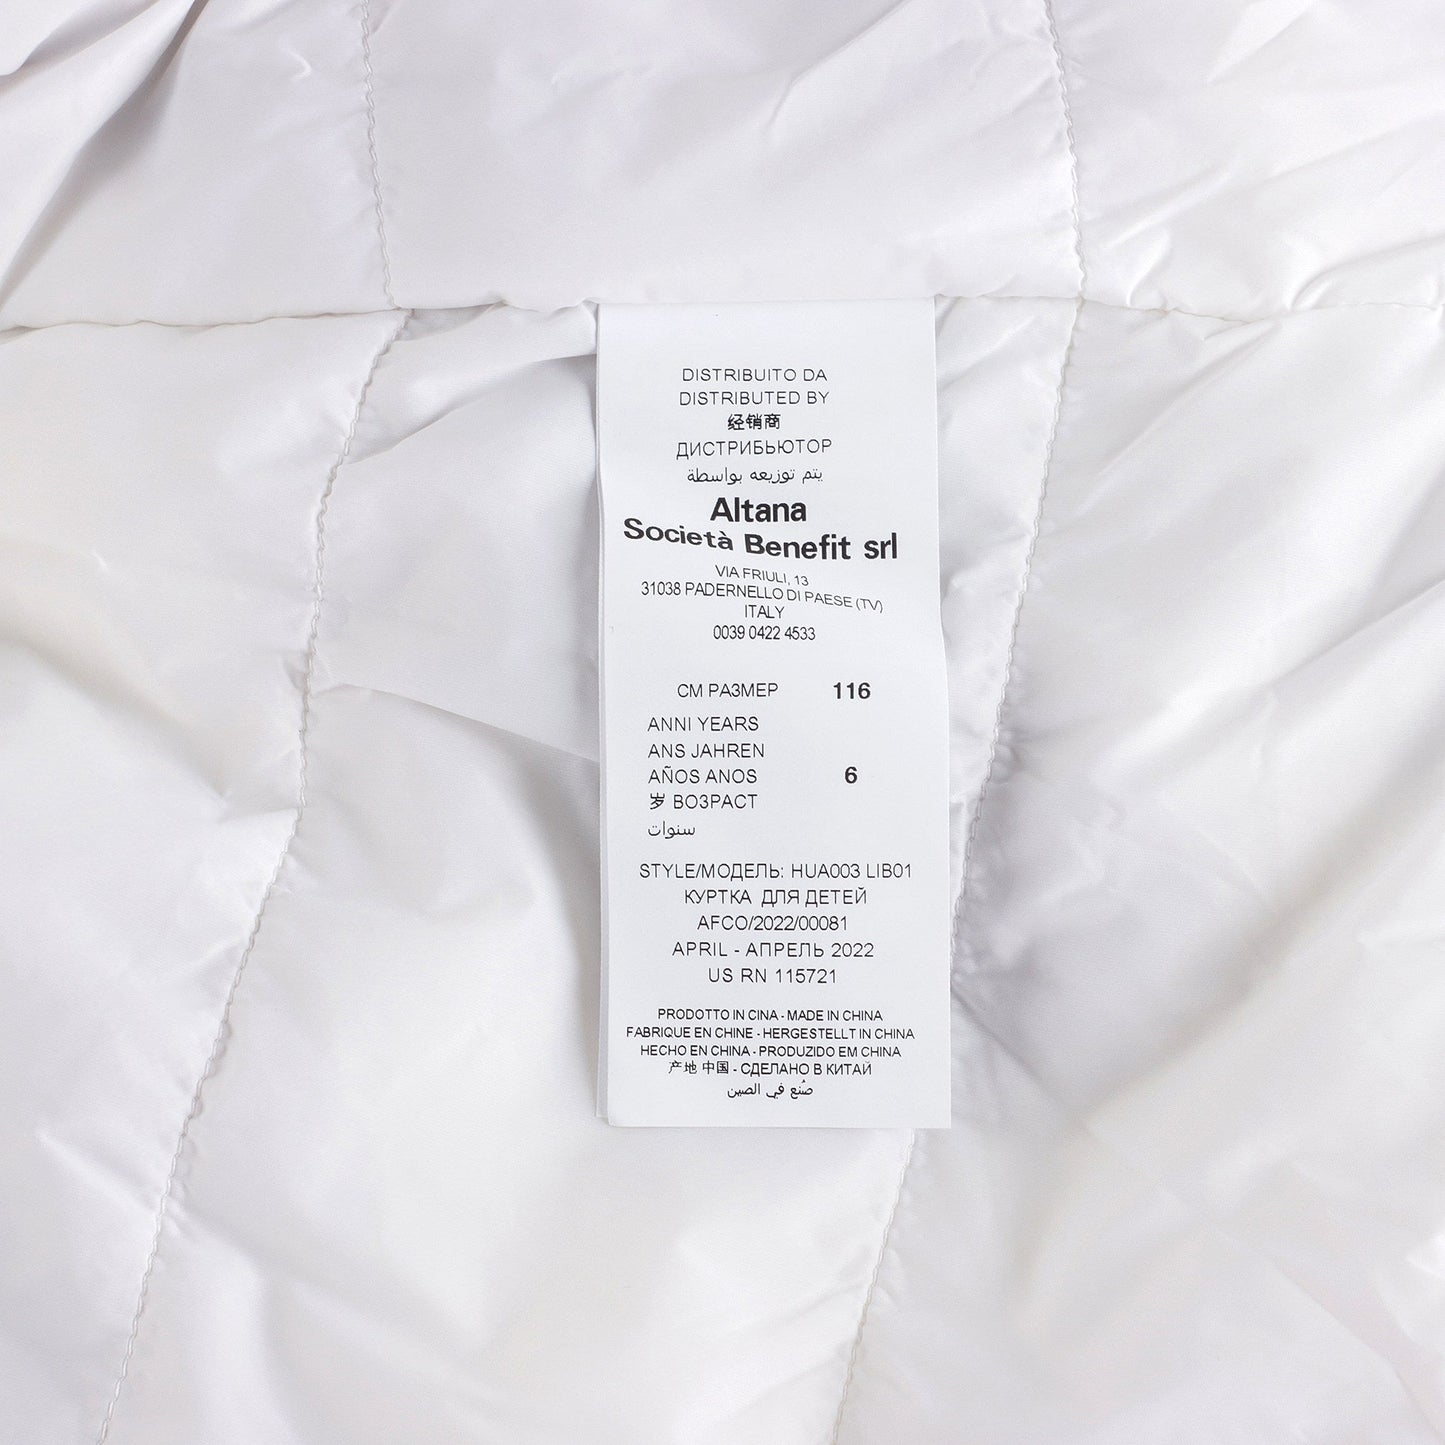 DISTRIBUITO DA
DISTRIBUTED BY
经销商
ДИСТРИБЬЮТОР
يتم توزيعه بواسطة
Altana
Società Benefit srl
VIA FRIULI, 13
31038 PADERNELLO DI PAESE (TV)
ITALY
0039 0422 4533
CM РАЗМЕР 116
ANNI YEARS
ANS JAHREN
AÑOS ANOS 6
岁 ВОЗРАСТ
سنوات
STYLE/МОДЕЛЬ: HUA003 LIB01
КУРТКА ДЛЯ ДЕТЕЙ
AFCO/2022/00081
APRIL - АПРЕЛЬ 2022
US RN 115721
PRODOTTO IN CINA - MADE IN CHINA
FABRIQUE EN CHINE - HERGESTELLT IN CHINA
HECHO EN CHINA - PRODUZIDO EM CHINA
产地 中国 - СДЕЛАНО В КИТАЙ
صُنع في الصين